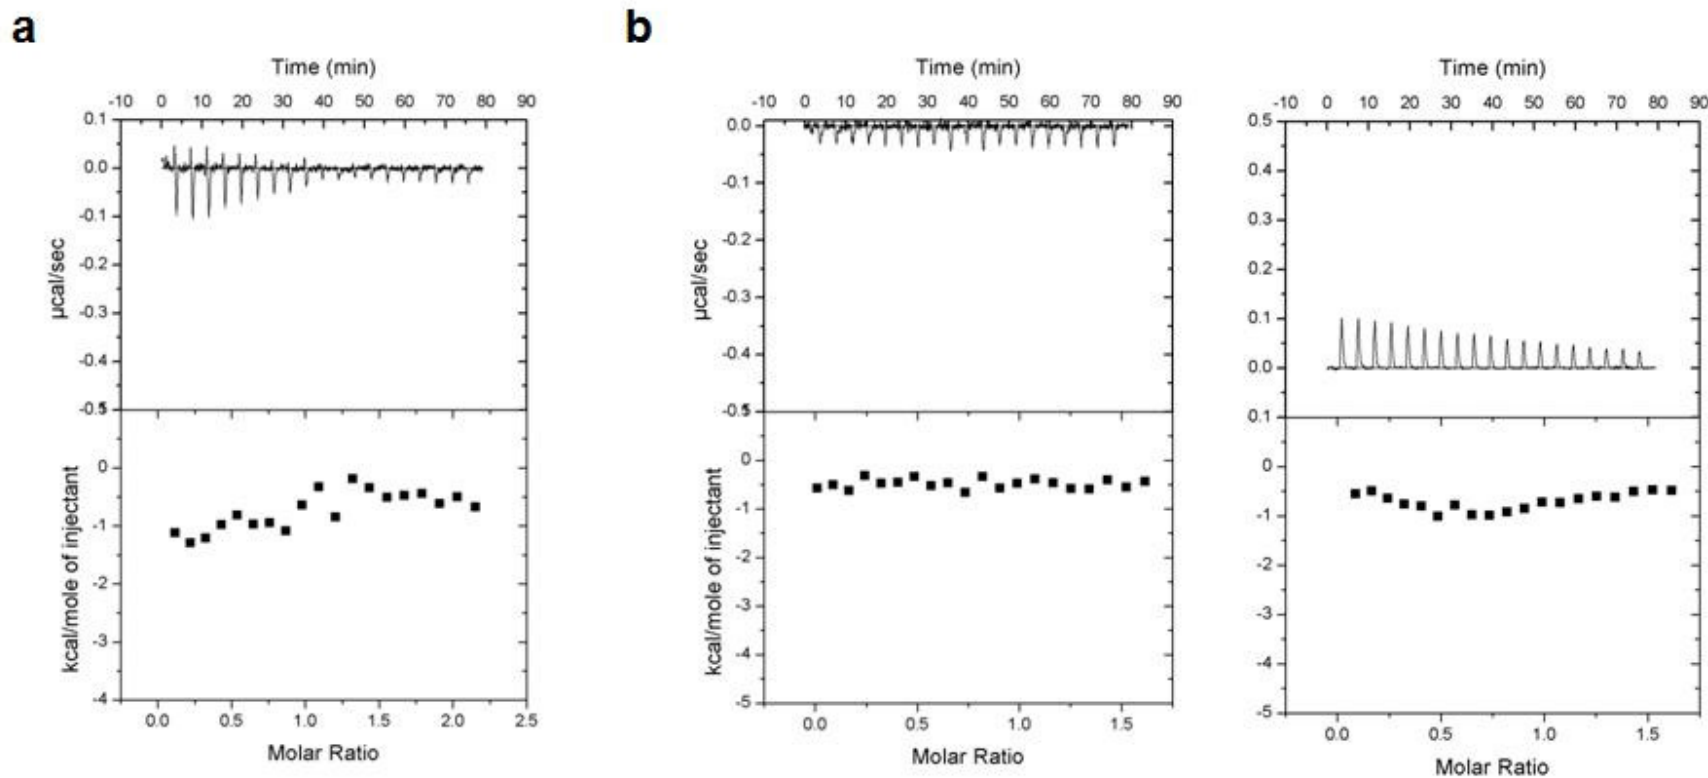 a
b
Time (min)
-10 0 10 20 30 40 50 60 70 80 90
0.1
0.0
-0.1
-0.2
-0.3
-0.4
-0.5
µcal/sec
0
-1
-2
-3
-4
kcal/mole of injectant
0.0 0.5 1.0 1.5 2.0 2.5
Molar Ratio
Time (min)
-10 0 10 20 30 40 50 60 70 80 90
0.0
-0.1
-0.2
-0.3
-0.4
-0.5
µcal/sec
0
-1
-2
-3
-4
-5
kcal/mole of injectant
0.0 0.5 1.0 1.5
Molar Ratio
Time (min)
-10 0 10 20 30 40 50 60 70 80 90
0.5
0.4
0.3
0.2
0.1
0.0
0.1
0
-1
-2
-3
-4
-5
0.0 0.5 1.0 1.5
Molar Ratio